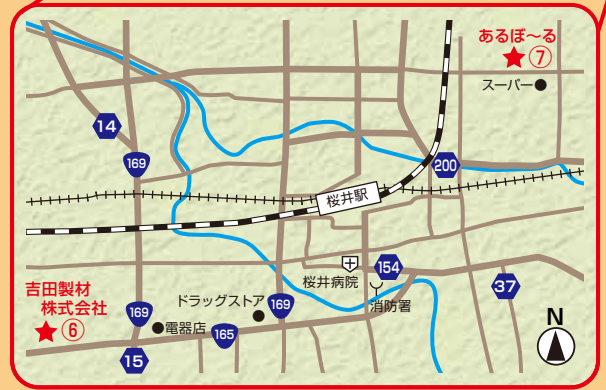 あるぼ～る
★⑦
スーパー●
14
169
200
桜井駅
桜井病院
154
消防署
37
吉田製材
株式会社
★⑥
ドラッグストア
169
169
電器店
165
15
N